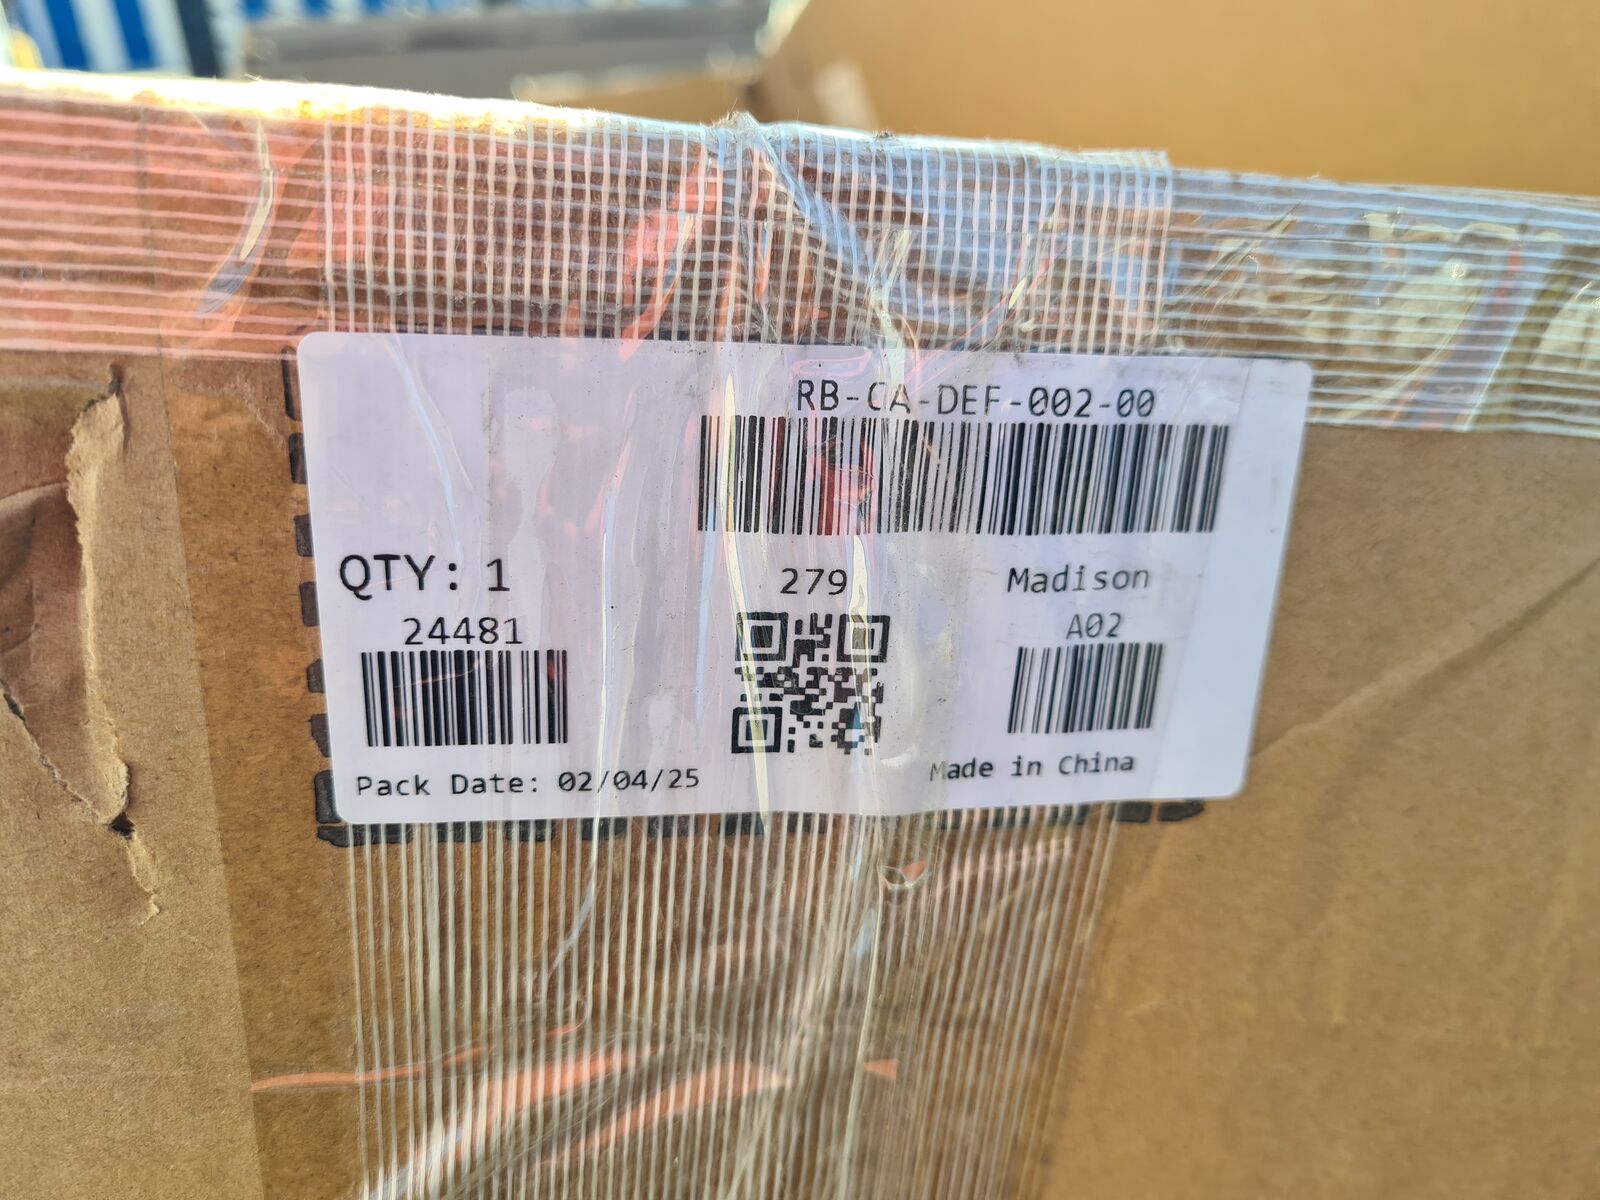 RB-CA-DEF-002-00
QTY: 1
279
Madison
24481
A02
Pack Date: 02/04/25
Made in China